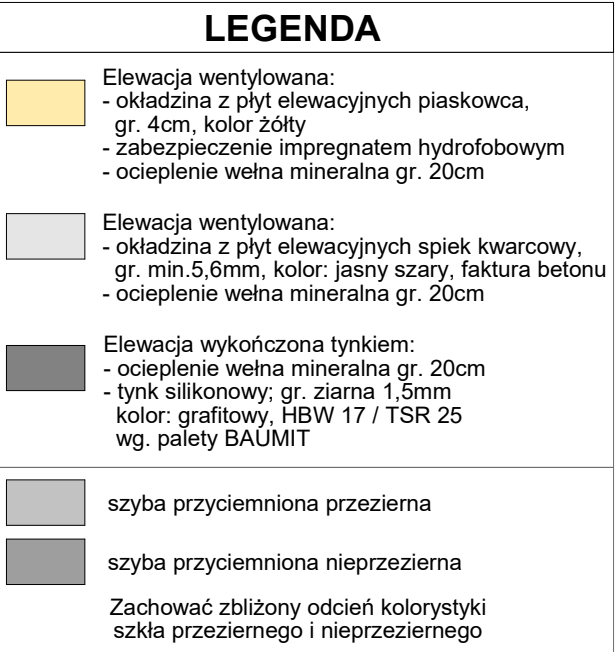 LEGENDA
Elewacja wentylowana:
- okładzina z płyt elewacyjnych piaskowca,
gr. 4cm, kolor żółty
- zabezpieczenie impregnatem hydrofobowym
- ocieplenie wełna mineralna gr. 20cm
Elewacja wentylowana:
- okładzina z płyt elewacyjnych spiek kwarcowy,
gr. min.5,6mm, kolor: jasny szary, faktura betonu
- ocieplenie wełna mineralna gr. 20cm
Elewacja wykończona tynkiem:
- ocieplenie wełna mineralna gr. 20cm
- tynk silikonowy; gr. ziarna 1,5mm
kolor: grafitowy, HBW 17 / TSR 25
wg. palety BAUMIT
szyba przyciemniona przezierna
szyba przyciemniona nieprzezierna
Zachować zbliżony odcień kolorystyki
szkła przeziernego i nieprzeziernego